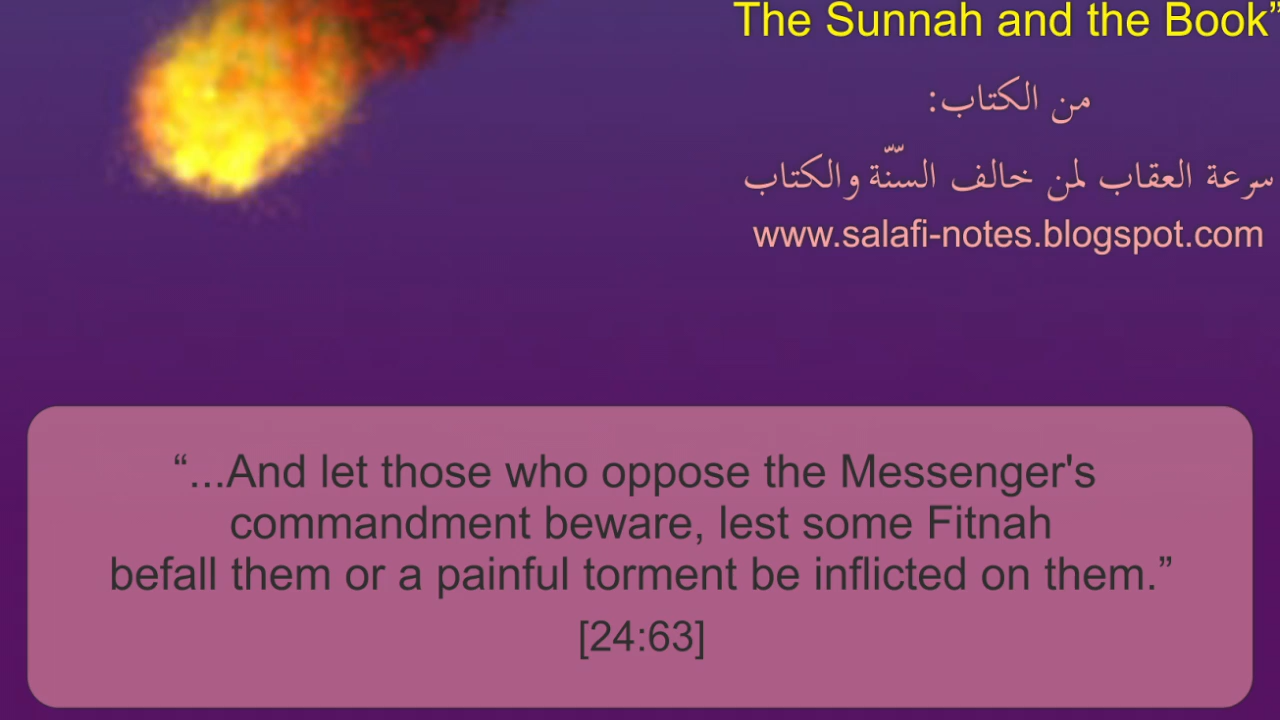 The Sunnah and the Book”
من الكتاب:
سرعة العقاب لمن خالف السنّة والكتاب
www.salafi-notes.blogspot.com
“...And let those who oppose the Messenger's
commandment beware, lest some Fitnah
befall them or a painful torment be inflicted on them.”
[24:63]